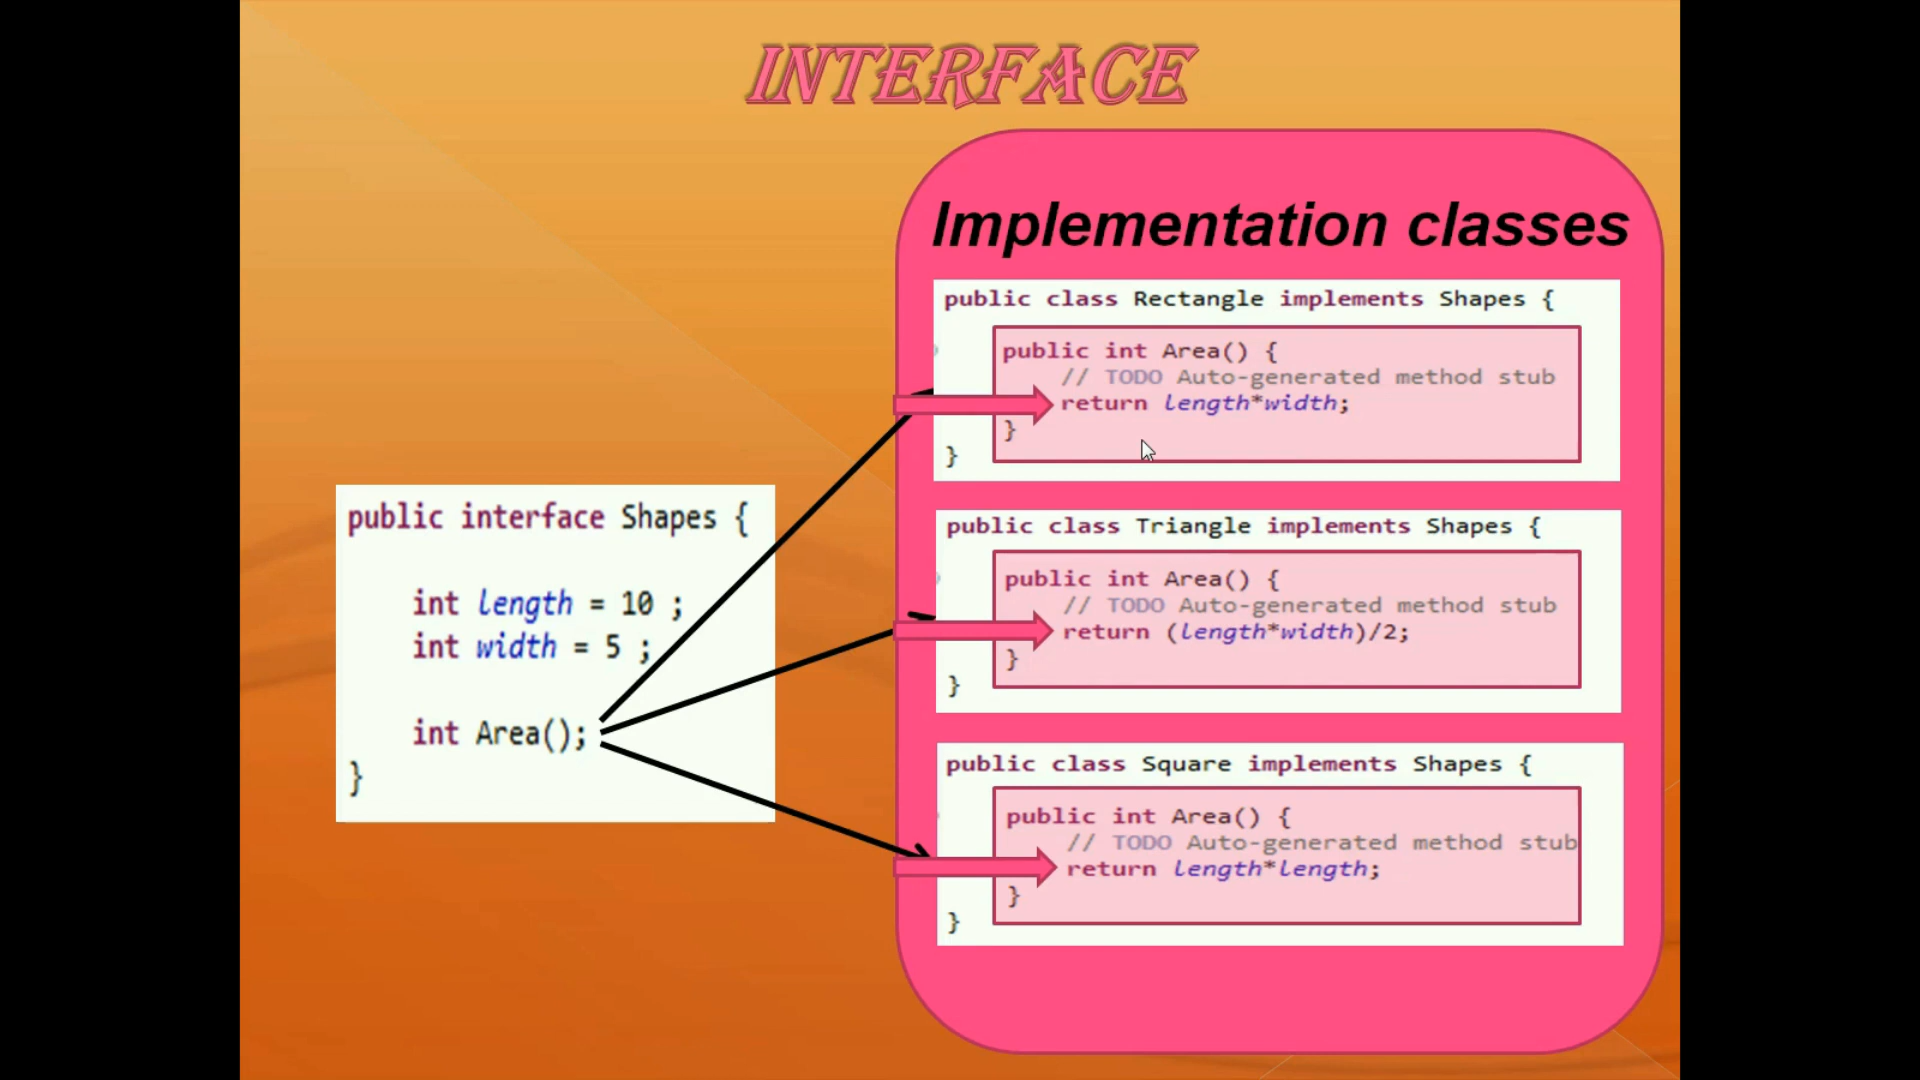 INTERFACE
public interface Shapes {
int length = 10 ;
int width = 5 ;
int Area();
}
Implementation classes
public class Rectangle implements Shapes {
public int Area() {
// TODO Auto-generated method stub
return length*width;
}
}
public class Triangle implements Shapes {
public int Area() {
// TODO Auto-generated method stub
return (length*width)/2;
}
}
public class Square implements Shapes {
public int Area() {
// TODO Auto-generated method stub
return length*length;
}
}